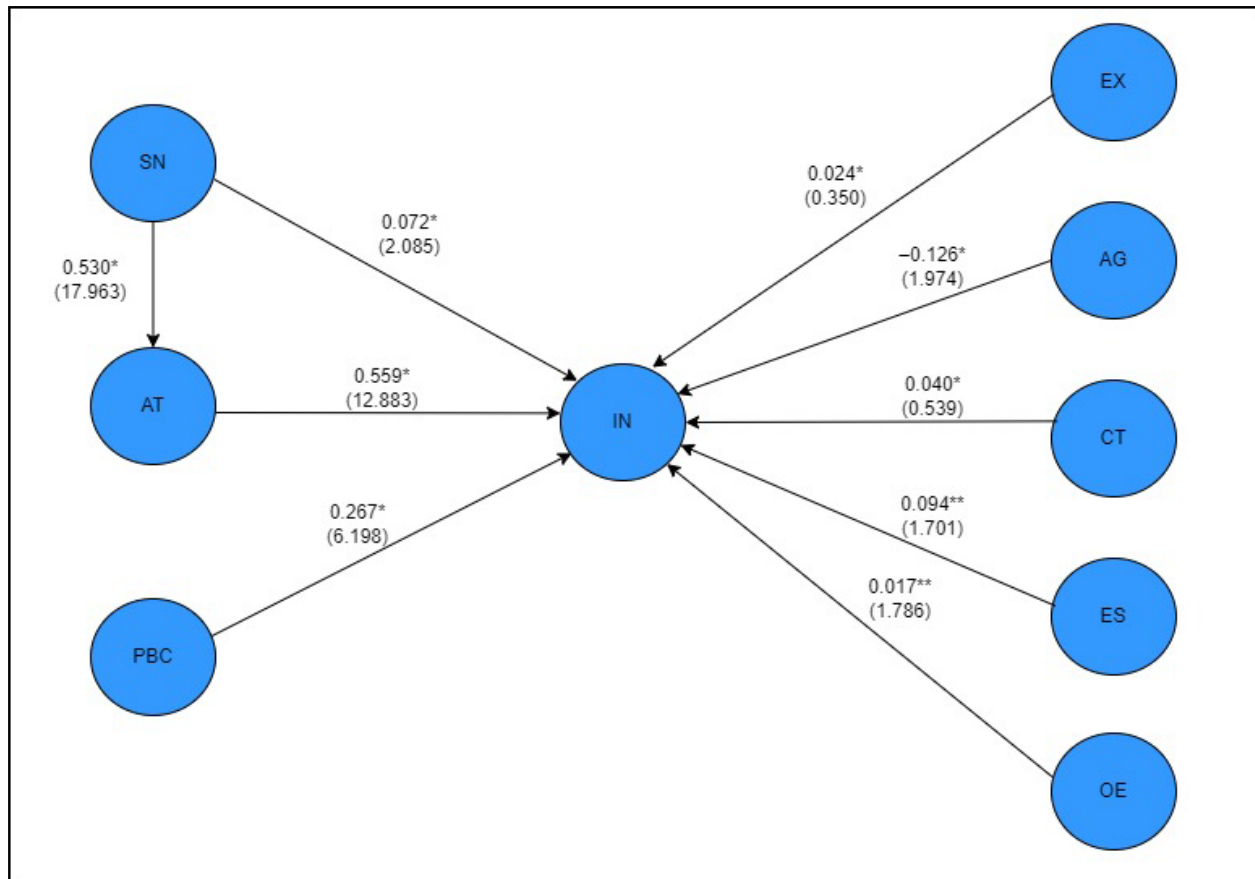 EX
SN
0.024*
(0.350)
0.072*
(2.085)
–0.126*
(1.974)
AG
0.530*
(17.963)
AT
0.559*
(12.883)
IN
0.040*
(0.539)
CT
0.267*
(6.198)
0.094**
(1.701)
0.017**
(1.786)
ES
PBC
OE